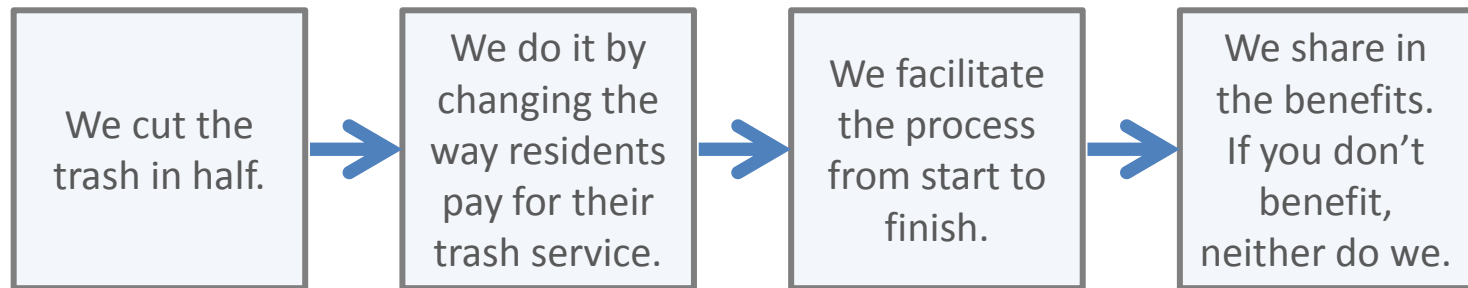 We cut the
trash in half.
We do it by
changing the
way residents
pay for their
trash service.
We facilitate
the process
from start to
finish.
We share in
the benefits.
If you don’t
benefit,
neither do we.